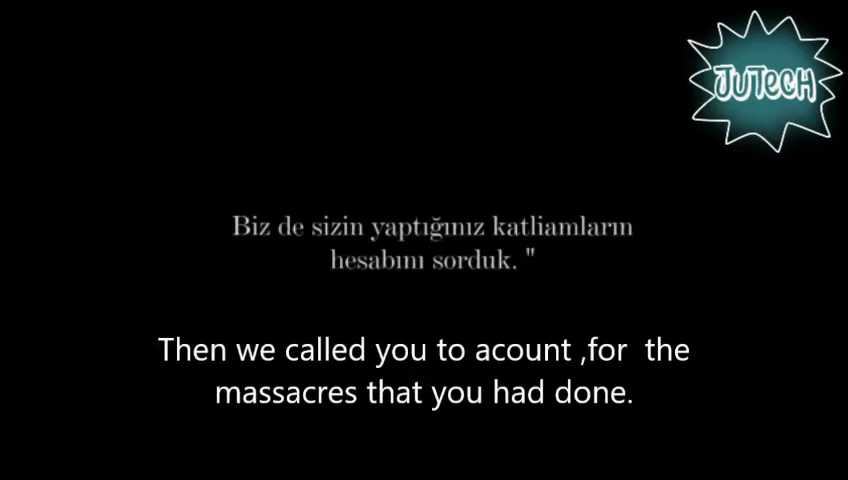 JUTECH
Biz de sizin yaptığınız katliamların
hesabını sorduk. "
Then we called you to acount ,for  the
massacres that you had done.